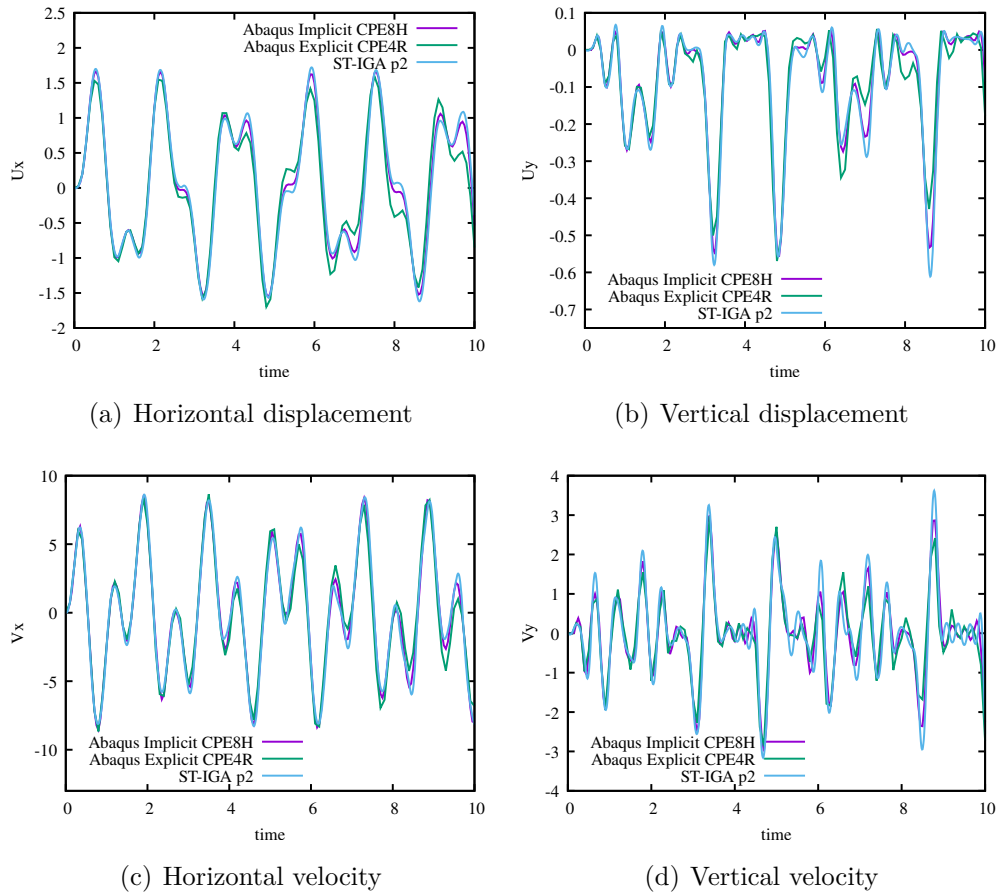 2.5
2
1.5
1
0.5
0
-0.5
-1
-1.5
-2
Ux
0 2 4 6 8 10
time
Abaqus Implicit CPE8H
Abaqus Explicit CPE4R
ST-IGA p2
(a) Horizontal displacement
0.1
0
-0.1
-0.2
-0.3
-0.4
-0.5
-0.6
-0.7
Uy
Abaqus Implicit CPE8H
Abaqus Explicit CPE4R
ST-IGA p2
0 2 4 6 8 10
time
(b) Vertical displacement
10
5
0
-5
-10
Vx
Abaqus Implicit CPE8H
Abaqus Explicit CPE4R
ST-IGA p2
0 2 4 6 8 10
time
(c) Horizontal velocity
4
3
2
1
0
-1
-2
-3
-4
Vy
Abaqus Implicit CPE8H
Abaqus Explicit CPE4R
ST-IGA p2
0 2 4 6 8 10
time
(d) Vertical velocity